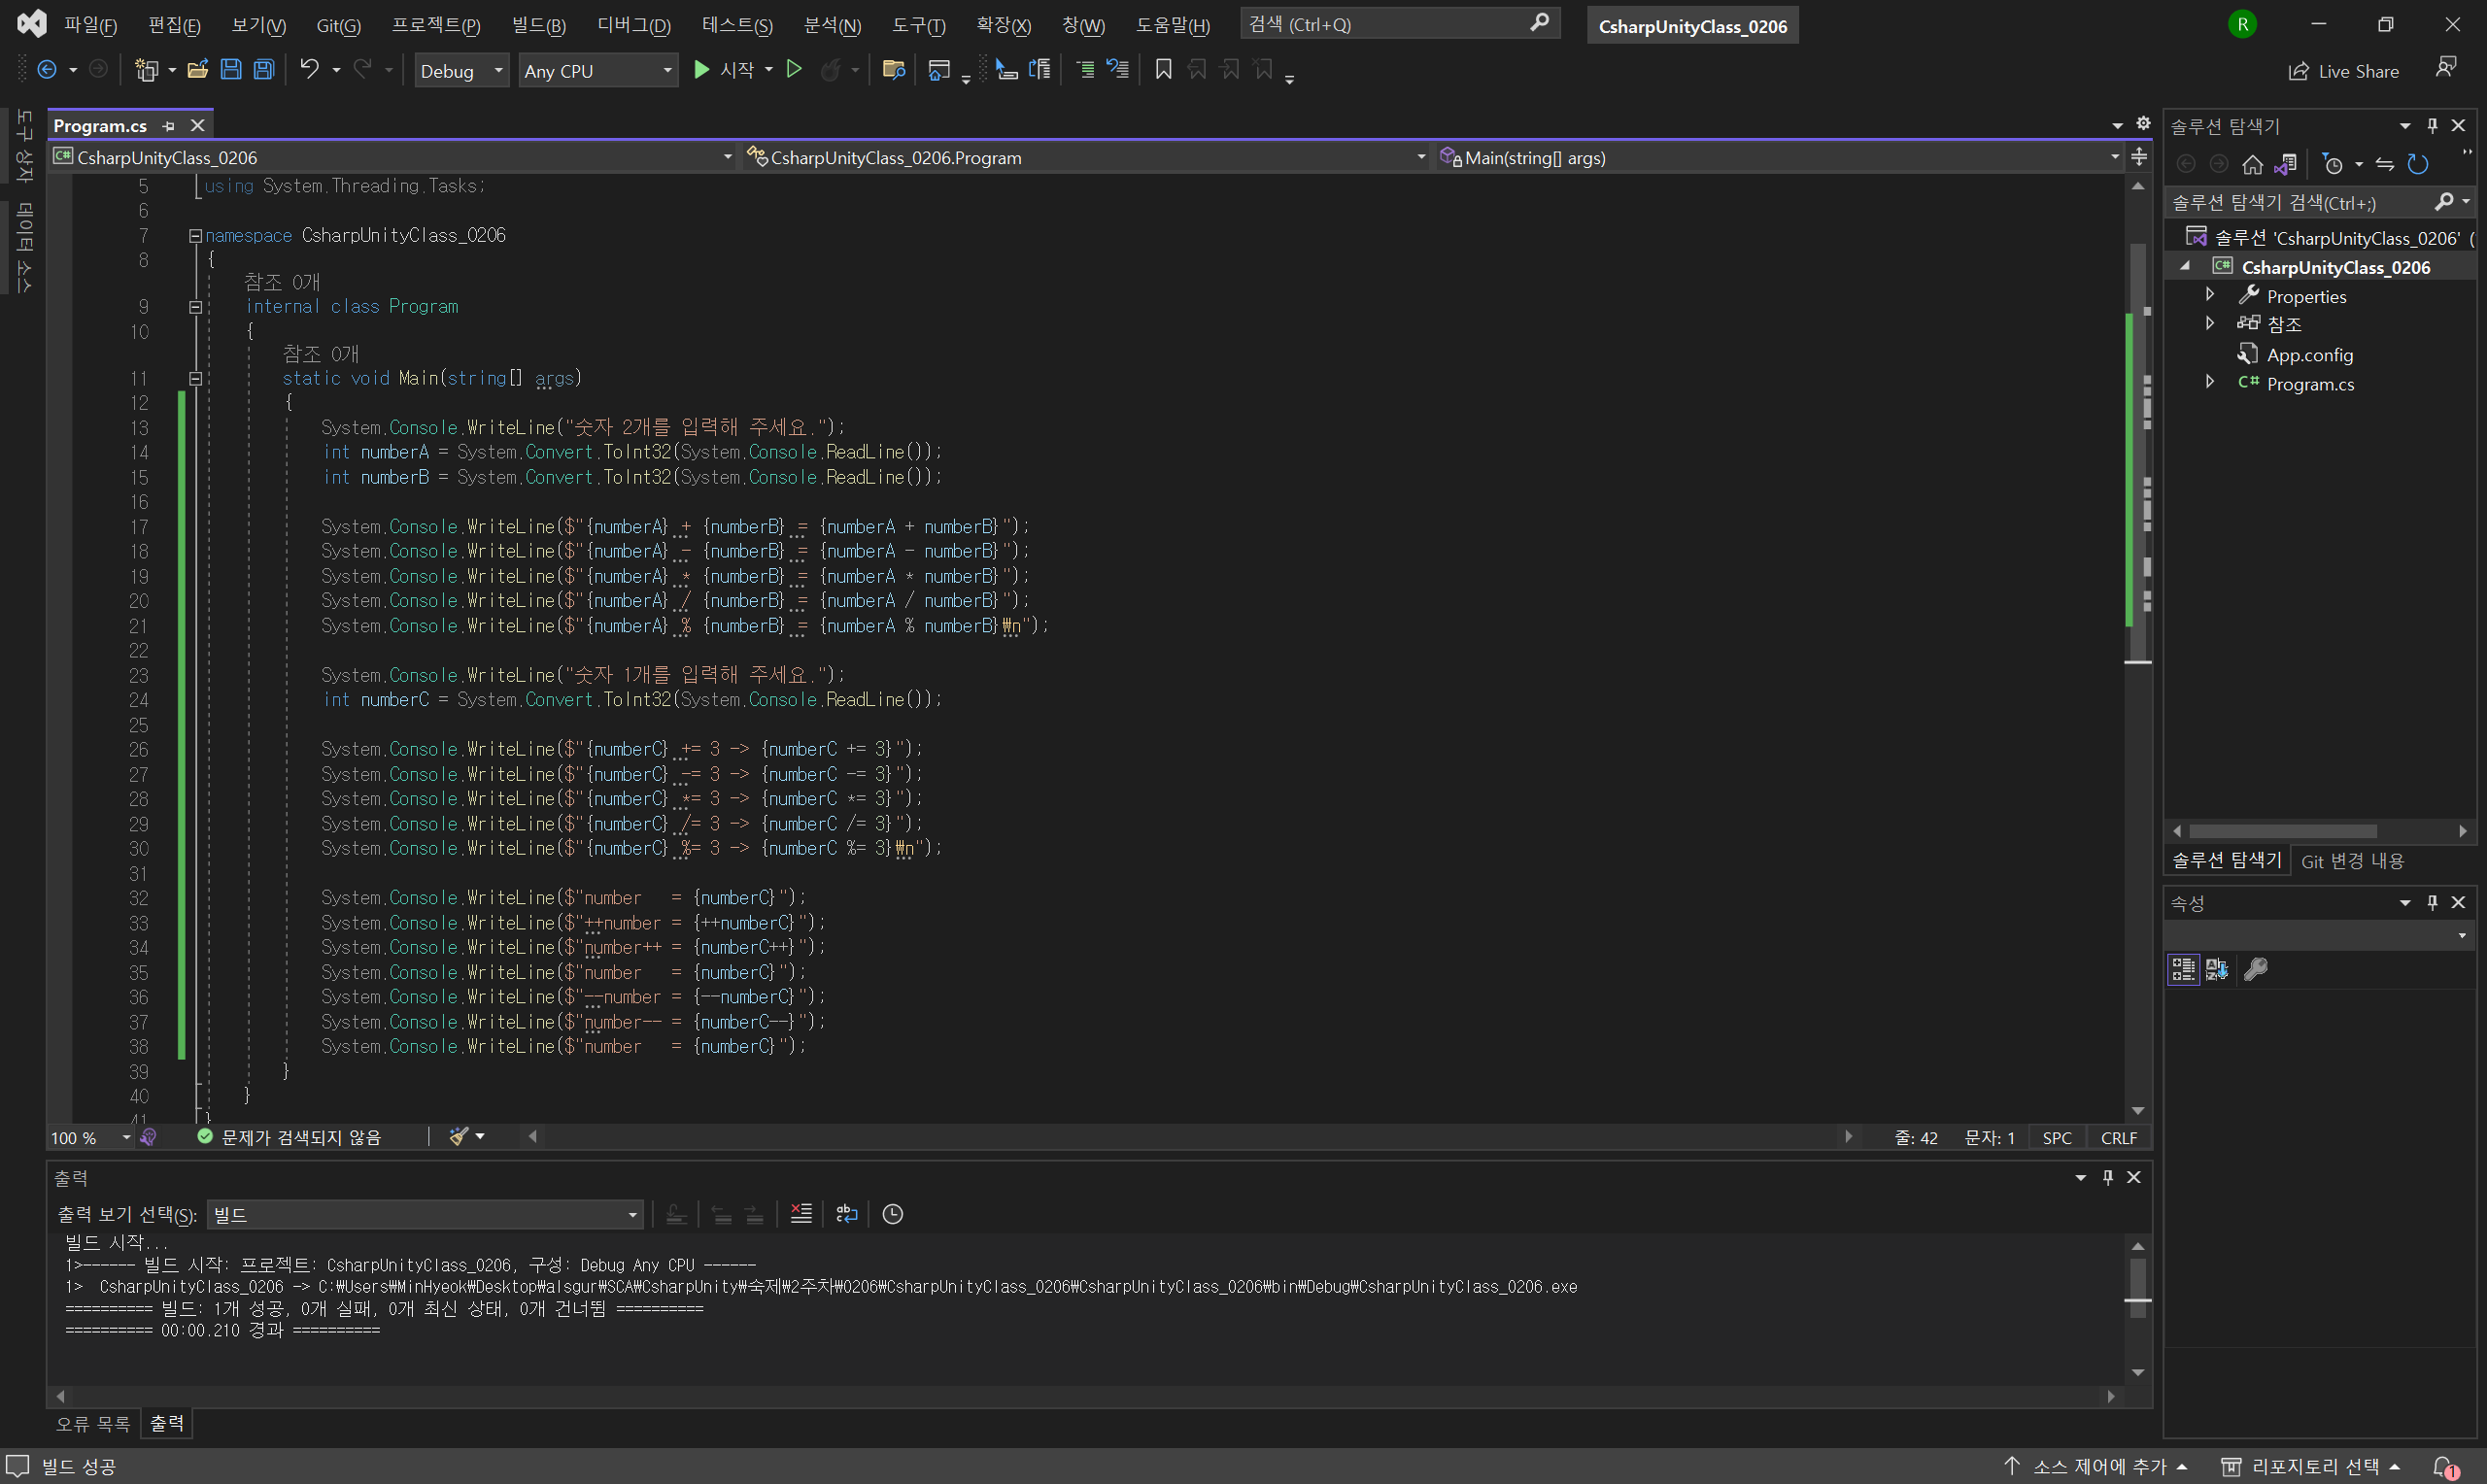 파일(F) 편집(E) 보기(V) Git(G) 프로젝트(P) 빌드(B) 디버그(D) 테스트(S) 분석(N) 도구(T) 확장(X) 창(W) 도움말(H) 검색 (Ctrl+Q) CsharpUnityClass_0206 R
Debug Any CPU 시작 Live Share
도구 상자
데이터 소스
Program.cs
CsharpUnityClass_0206 CsharpUnityClass_0206.Program Main(string[] args)
5 using System.Threading.Tasks;
6
7 namespace CsharpUnityClass_0206
8 {
참조 0개
9 internal class Program
10 {
참조 0개
11 static void Main(string[] args)
12 {
13 System.Console.WriteLine("숫자 2개를 입력해 주세요.");
14 int numberA = System.Convert.ToInt32(System.Console.ReadLine());
15 int numberB = System.Convert.ToInt32(System.Console.ReadLine());
16
17 System.Console.WriteLine($"{numberA} + {numberB} = {numberA + numberB}");
18 System.Console.WriteLine($"{numberA} - {numberB} = {numberA - numberB}");
19 System.Console.WriteLine($"{numberA} * {numberB} = {numberA * numberB}");
20 System.Console.WriteLine($"{numberA} / {numberB} = {numberA / numberB}");
21 System.Console.WriteLine($"{numberA} % {numberB} = {numberA % numberB}₩n");
22
23 System.Console.WriteLine("숫자 1개를 입력해 주세요.");
24 int numberC = System.Convert.ToInt32(System.Console.ReadLine());
25
26 System.Console.WriteLine($"{numberC} += 3 -> {numberC += 3}");
27 System.Console.WriteLine($"{numberC} -= 3 -> {numberC -= 3}");
28 System.Console.WriteLine($"{numberC} *= 3 -> {numberC *= 3}");
29 System.Console.WriteLine($"{numberC} /= 3 -> {numberC /= 3}");
30 System.Console.WriteLine($"{numberC} %= 3 -> {numberC %= 3}₩n");
31
32 System.Console.WriteLine($"number   = {numberC}");
33 System.Console.WriteLine($"++number = {++numberC}");
34 System.Console.WriteLine($"number++ = {numberC++}");
35 System.Console.WriteLine($"number   = {numberC}");
36 System.Console.WriteLine($"--number = {--numberC}");
37 System.Console.WriteLine($"number-- = {numberC--}");
38 System.Console.WriteLine($"number   = {numberC}");
39 }
40 }
41 }
100 % 문제가 검색되지 않음 줄: 42 문자: 1 SPC CRLF
출력
출력 보기 선택(S): 빌드
빌드 시작...
1>------ 빌드 시작: 프로젝트: CsharpUnityClass_0206, 구성: Debug Any CPU ------
1>  CsharpUnityClass_0206 -> C:₩Users₩MinHyeok₩Desktop₩alsgur₩SCA₩CsharpUnity₩숙제₩2주차₩0206₩CsharpUnityClass_0206₩CsharpUnityClass_0206₩bin₩Debug₩CsharpUnityClass_0206.exe
========== 빌드: 1개 성공, 0개 실패, 0개 최신 상태, 0개 건너뜀 ==========
========== 00:00.210 경과 ==========
오류 목록 출력
솔루션 탐색기
솔루션 탐색기 검색(Ctrl+;)
솔루션 'CsharpUnityClass_0206' (
CsharpUnityClass_0206
Properties
참조
App.config
C# Program.cs
솔루션 탐색기 Git 변경 내용
속성
빌드 성공 소스 제어에 추가 리포지토리 선택 1